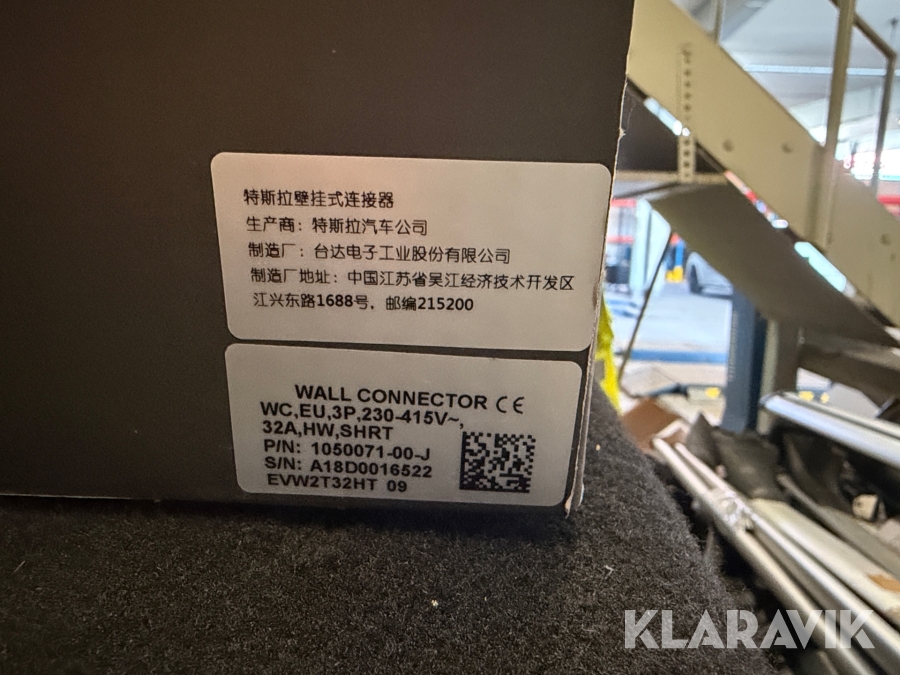 特斯拉壁挂式连接器
生产商：特斯拉汽车公司
制造厂：台达电子工业股份有限公司
制造厂地址：中国江苏省吴江经济技术开发区
江兴东路1688号，邮编215200
WALL CONNECTOR CE
WC,EU,3P,230-415V~,
32A,HW,SHRT
P/N: 1050071-00-J
S/N: A18D0016522
EVW2T32HT 09
KLARAVIK